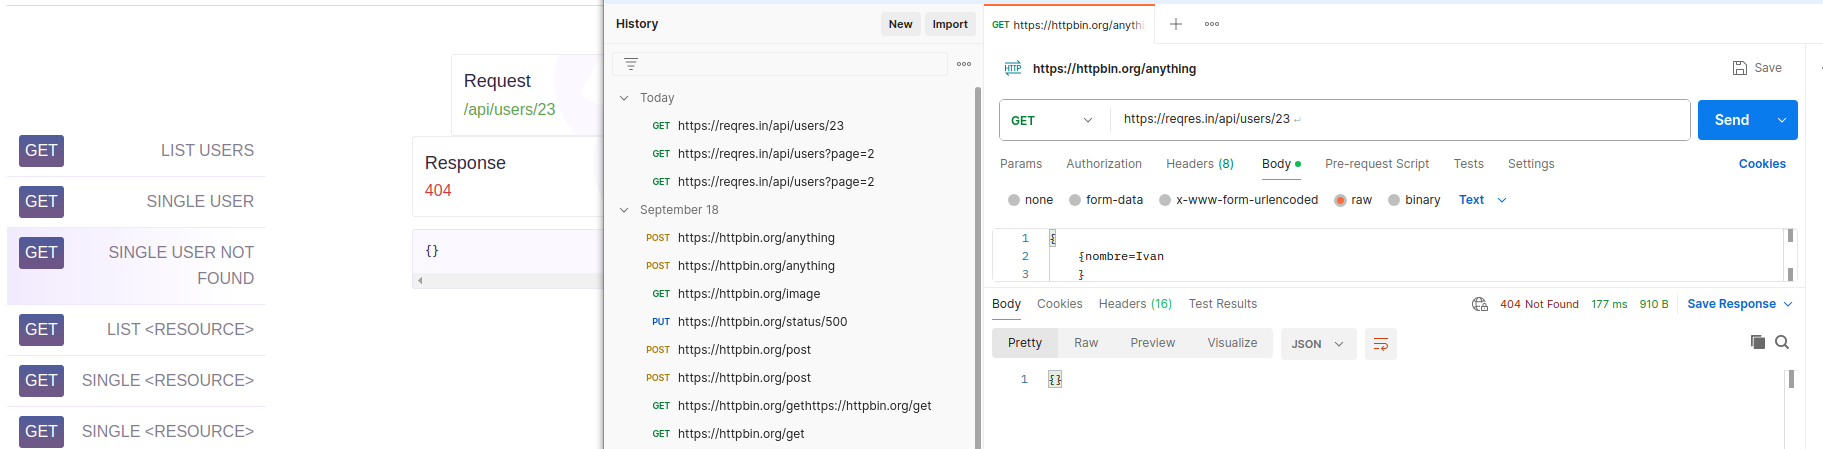 Request
/api/users/23
Response
404
{}
GET LIST USERS
GET SINGLE USER
GET SINGLE USER NOT
FOUND
GET LIST <RESOURCE>
GET SINGLE <RESOURCE>
GET SINGLE <RESOURCE>
History
New
Import
Today
GET https://reqres.in/api/users/23
GET https://reqres.in/api/users?page=2
GET https://reqres.in/api/users?page=2
September 18
POST https://httpbin.org/anything
POST https://httpbin.org/anything
GET https://httpbin.org/image
PUT https://httpbin.org/status/500
POST https://httpbin.org/post
POST https://httpbin.org/post
GET https://httpbin.org/gethttps://httpbin.org/get
GET https://httpbin.org/get
GET https://httpbin.org/anythi
HTTP https://httpbin.org/anything
Save
GET https://reqres.in/api/users/23
Send
Params Authorization Headers (8) Body Pre-request Script Tests Settings Cookies
none form-data x-www-form-urlencoded raw binary Text
1 {
2 {nombre=Ivan
3 }
Body Cookies Headers (16) Test Results 404 Not Found 177 ms 910 B Save Response
Pretty Raw Preview Visualize JSON
1 {}